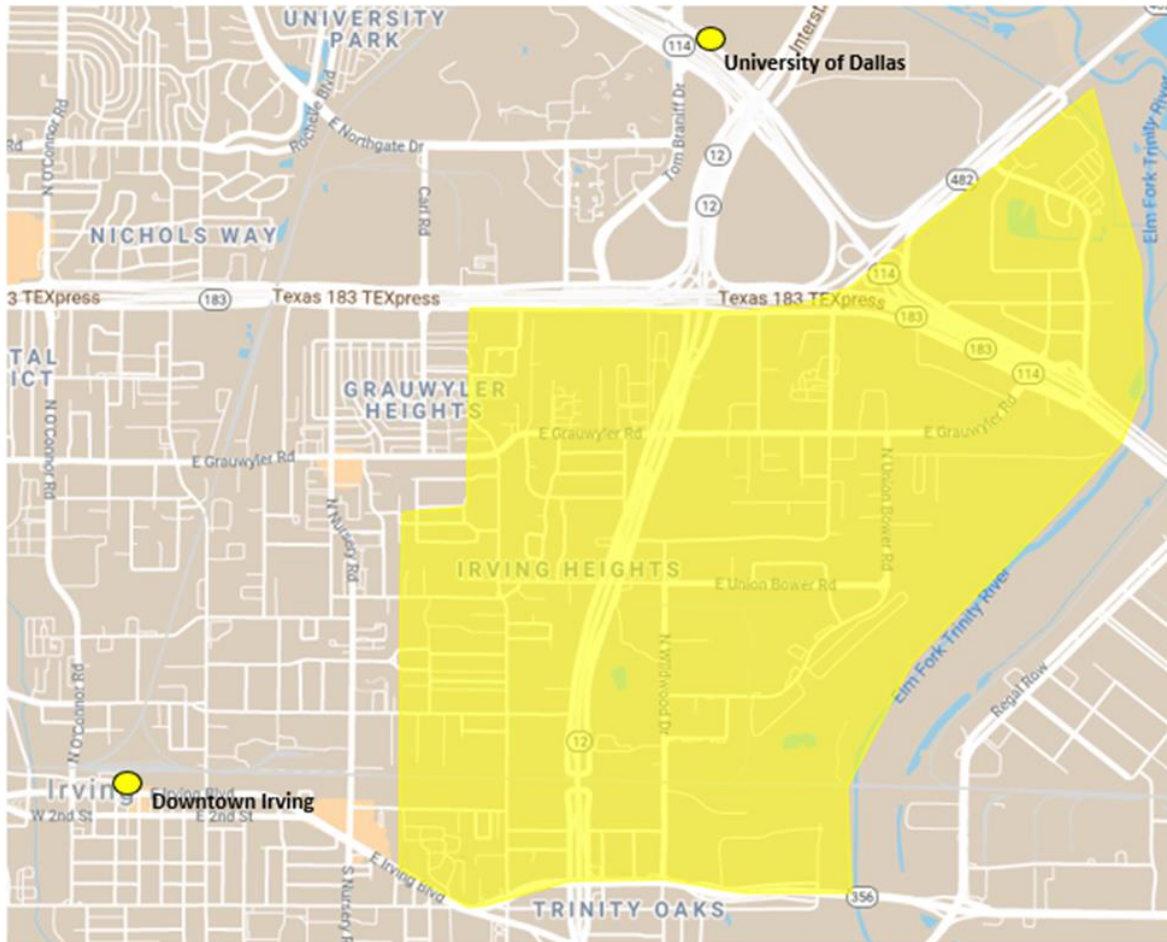 UNIVERSITY
PARK
114
University of Dallas
Interst
482
N O'Connor Rd
Rochelle Blvd
E Northgate Dr
Rd
Tom Braniff Dr
12
Carl Rd
12
Elm Fork Trinity River
NICHOLS WAY
114
3 TEXpress
183
Texas 183 TEXpress
Texas 183 TEXpress
183
183
114
TAL
ICT
GRAUWYLER
HEIGHTS
N O'Connor Rd
E Grauwyler Rd
E Grauwyler Rd
E Grauwyler Rd
N Union Bower Rd
N Nursery Rd
IRVING HEIGHTS
E Union Bower Rd
Elm Fork Trinity River
N Wildwood Dr
Regal Row
N O'Connor Rd
12
Irving
E Irving Blvd
Downtown Irving
W 2nd St
E 2nd St
E Irving Blvd
S Nursery R
TRINITY OAKS
356